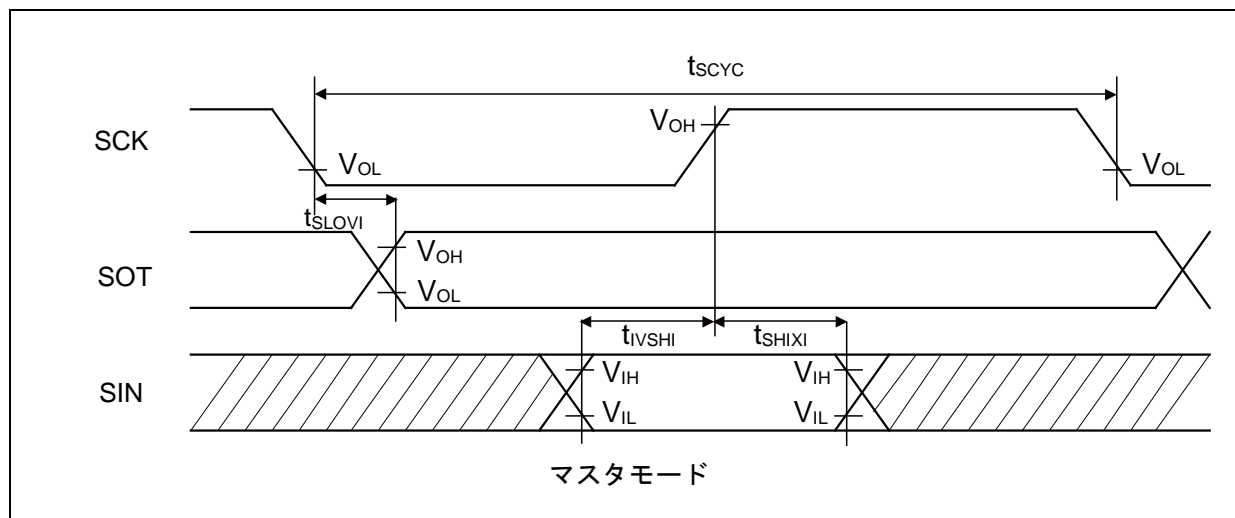 tSCYC
SCK
VOH
VOL
VOL
tSLOVI
SOT
VOH
VOL
tIVSHI
tSHIXI
SIN
VIH
VIH
VIL
VIL
マスタモード